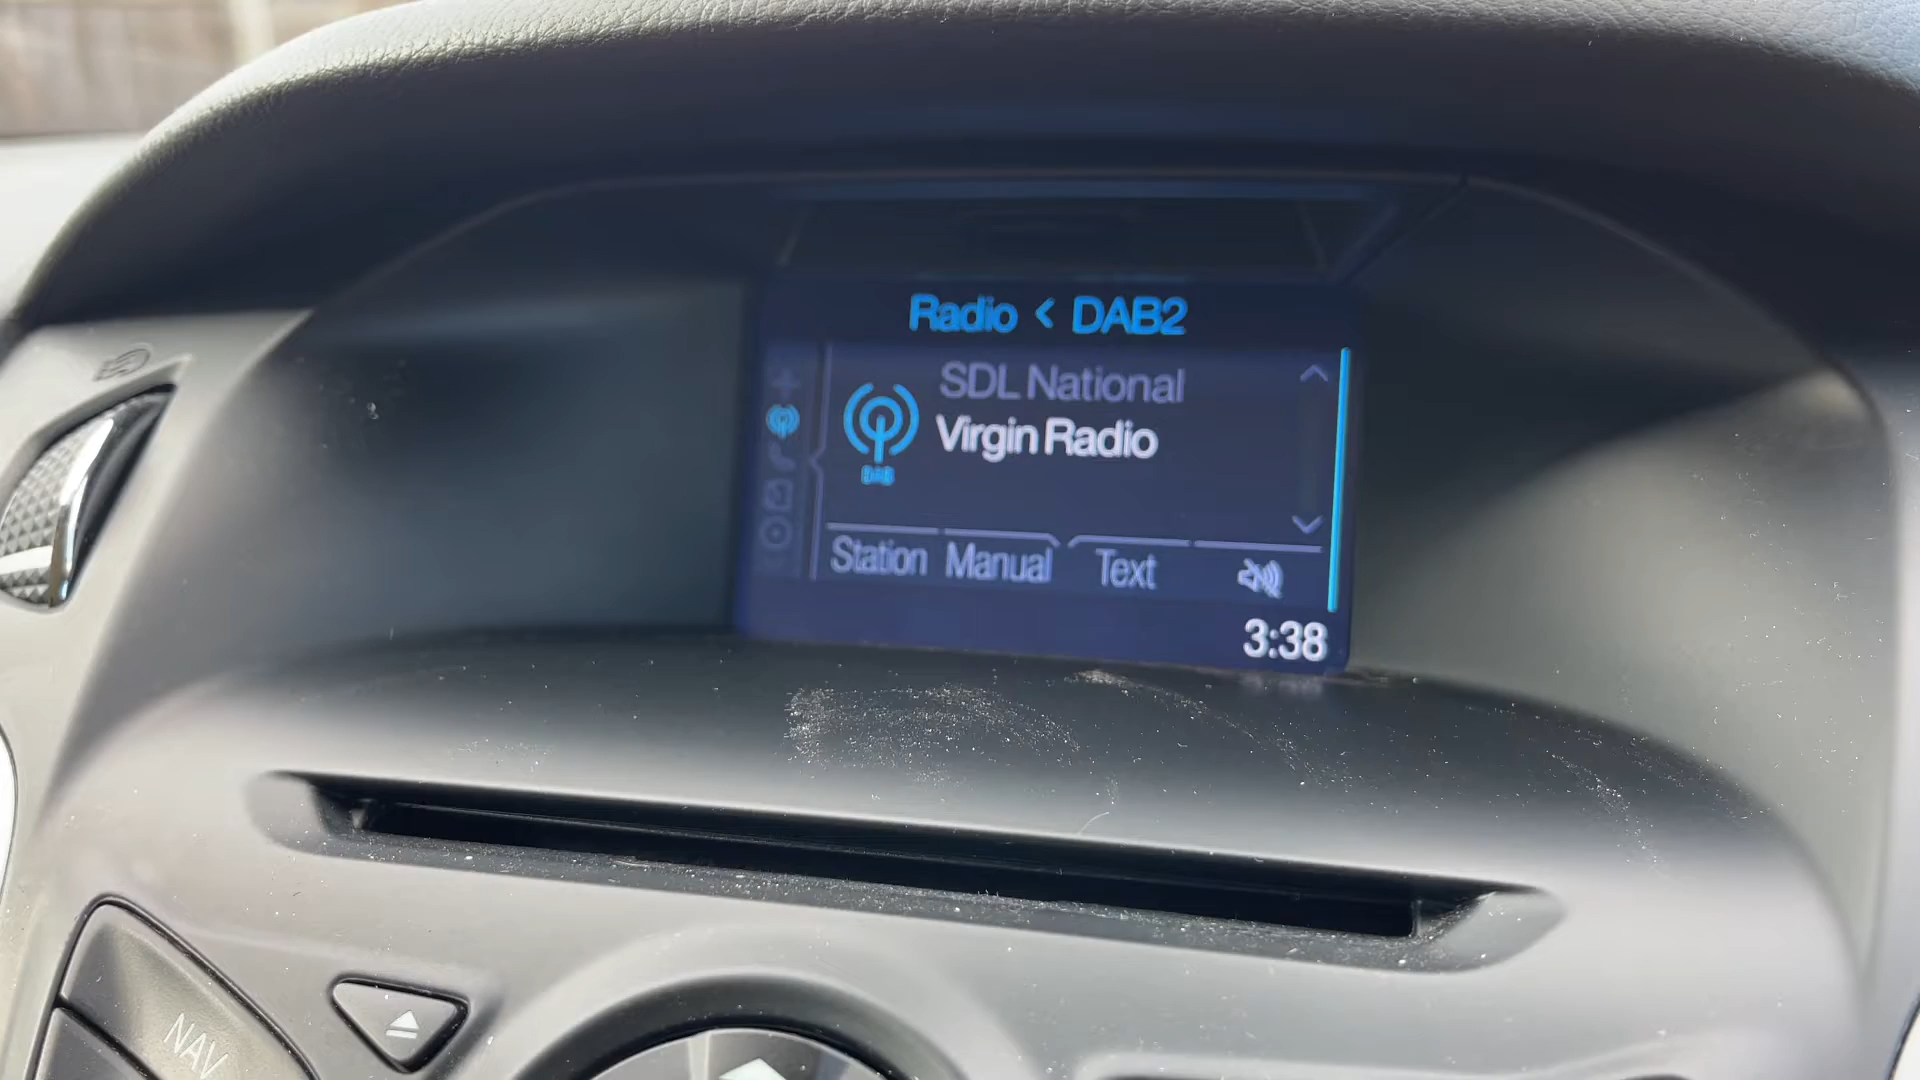 Radio < DAB2
SDL National
Virgin Radio
DAB
Station Manual Text
3:38
NAV